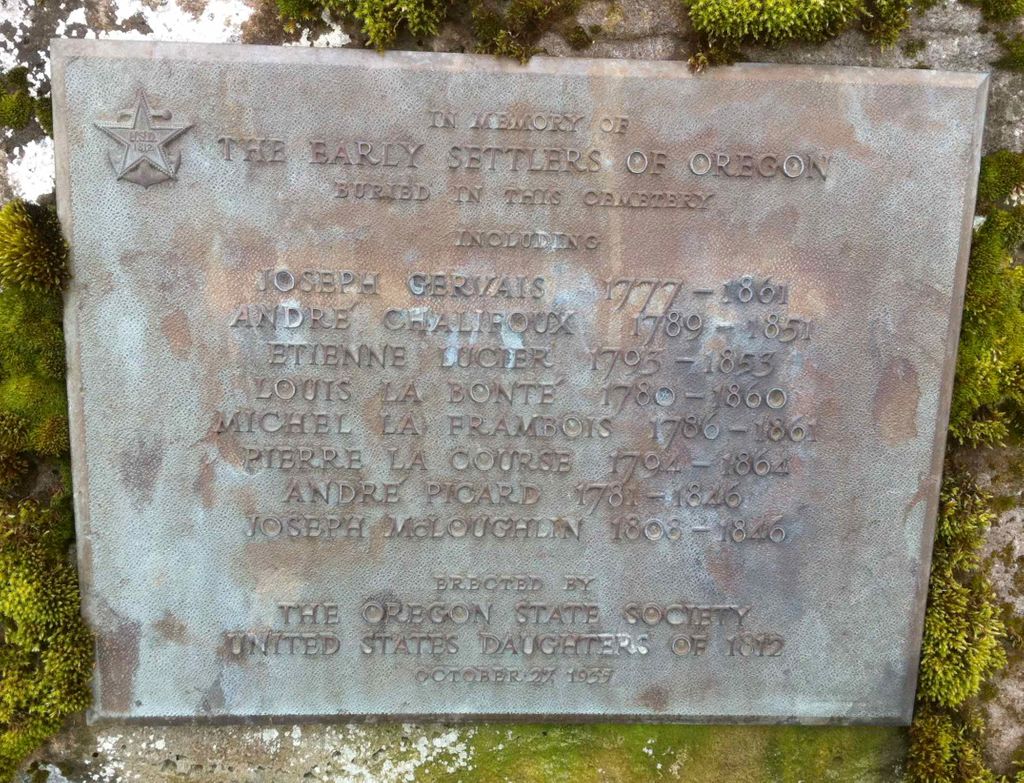 USD
1812
IN MEMORY OF
THE EARLY SETTLERS OF OREGON
BURIED IN THIS CEMETERY
INCLUDING
JOSEPH GERVAIS 1777 - 1861
ANDRÉ CHALIFOUX 1789 - 1851
ETIENNE LUCIER 1793 - 1853
LOUIS LA BONTÉ 1780 - 1860
MICHEL LA FRAMBOIS 1786 - 1861
PIERRE LA COURSE 1794 - 1864
ANDRÉ PICARD 1781 - 1846
JOSEPH McLOUGHLIN 1808 - 1846
ERECTED BY
THE OREGON STATE SOCIETY
UNITED STATES DAUGHTERS OF 1812
OCTOBER 27, 1937